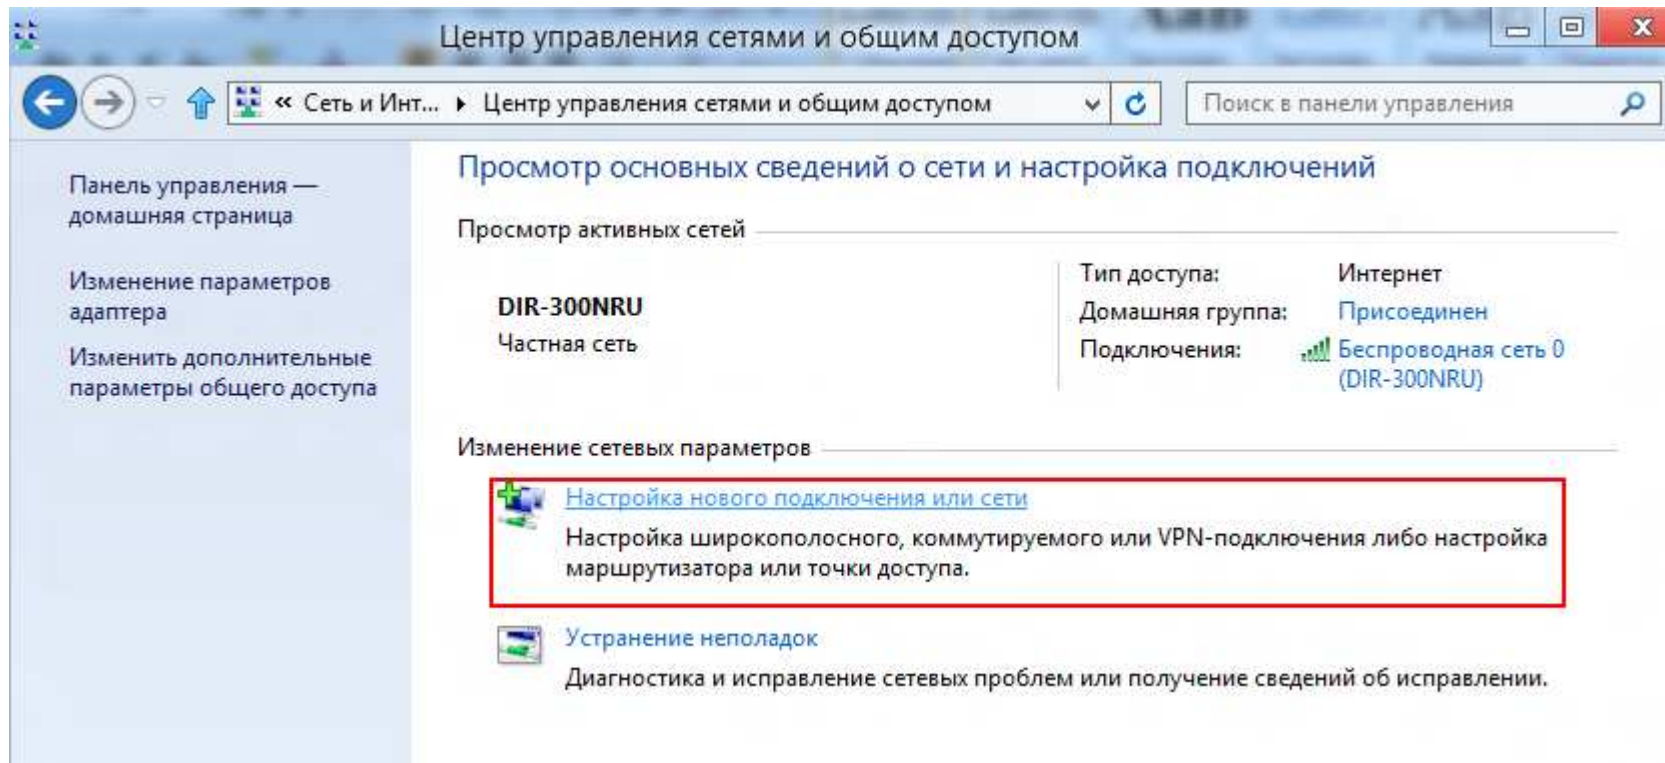 Центр управления сетями и общим доступом
« Сеть и Инт... ▸ Центр управления сетями и общим доступом
Поиск в панели управления
Панель управления —
домашняя страница
Изменение параметров
адаптера
Изменить дополнительные
параметры общего доступа
Просмотр основных сведений о сети и настройка подключений
Просмотр активных сетей
DIR-300NRU
Частная сеть
Тип доступа: Интернет
Домашняя группа: Присоединен
Подключения: Беспроводная сеть 0
(DIR-300NRU)
Изменение сетевых параметров
Настройка нового подключения или сети
Настройка широкополосного, коммутируемого или VPN-подключения либо настройка
маршрутизатора или точки доступа.
Устранение неполадок
Диагностика и исправление сетевых проблем или получение сведений об исправлении.